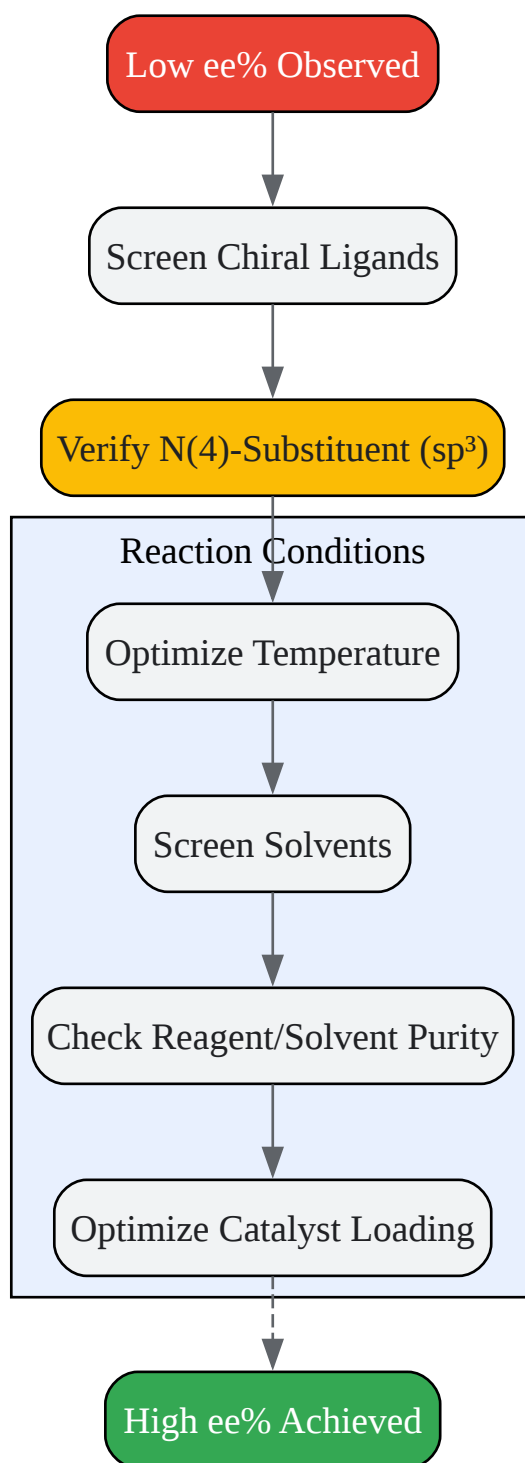 Low ee% Observed
Screen Chiral Ligands
Verify N(4)-Substituent (sp³)
Reaction Conditions
Optimize Temperature
Screen Solvents
Check Reagent/Solvent Purity
Optimize Catalyst Loading
High ee% Achieved